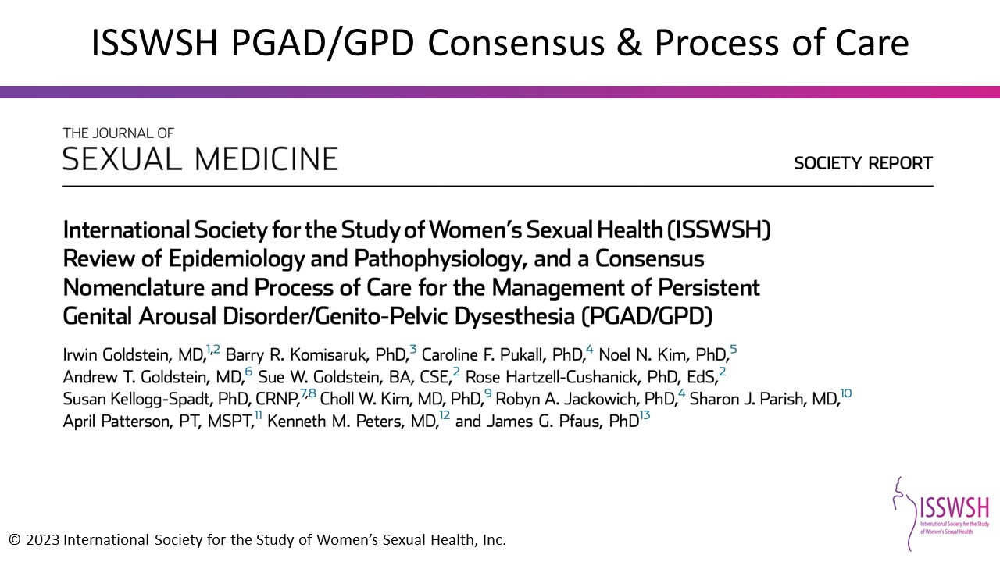 ISSWSH PGAD/GPD Consensus & Process of Care
THE JOURNAL OF
SEXUAL MEDICINE
SOCIETY REPORT
International Society for the Study of Women's Sexual Health (ISSWSH)
Review of Epidemiology and Pathophysiology, and a Consensus
Nomenclature and Process of Care for the Management of Persistent
Genital Arousal Disorder/Genito-Pelvic Dysesthesia (PGAD/GPD)
Irwin Goldstein, MD,1,2 Barry R. Komisaruk, PhD,3 Caroline F. Pukall, PhD,4 Noel N. Kim, PhD,5
Andrew T. Goldstein, MD,6 Sue W. Goldstein, BA, CSE,2 Rose Hartzell-Cushanick, PhD, EdS,2
Susan Kellogg-Spadt, PhD, CRNP,7,8 Choll W. Kim, MD, PhD,9 Robyn A. Jackowich, PhD,4 Sharon J. Parish, MD,10
April Patterson, PT, MSPT,11 Kenneth M. Peters, MD,12 and James G. Pfaus, PhD13
ISSWSH
International Society for the Study
of Women's Sexual Health
© 2023 International Society for the Study of Women's Sexual Health, Inc.